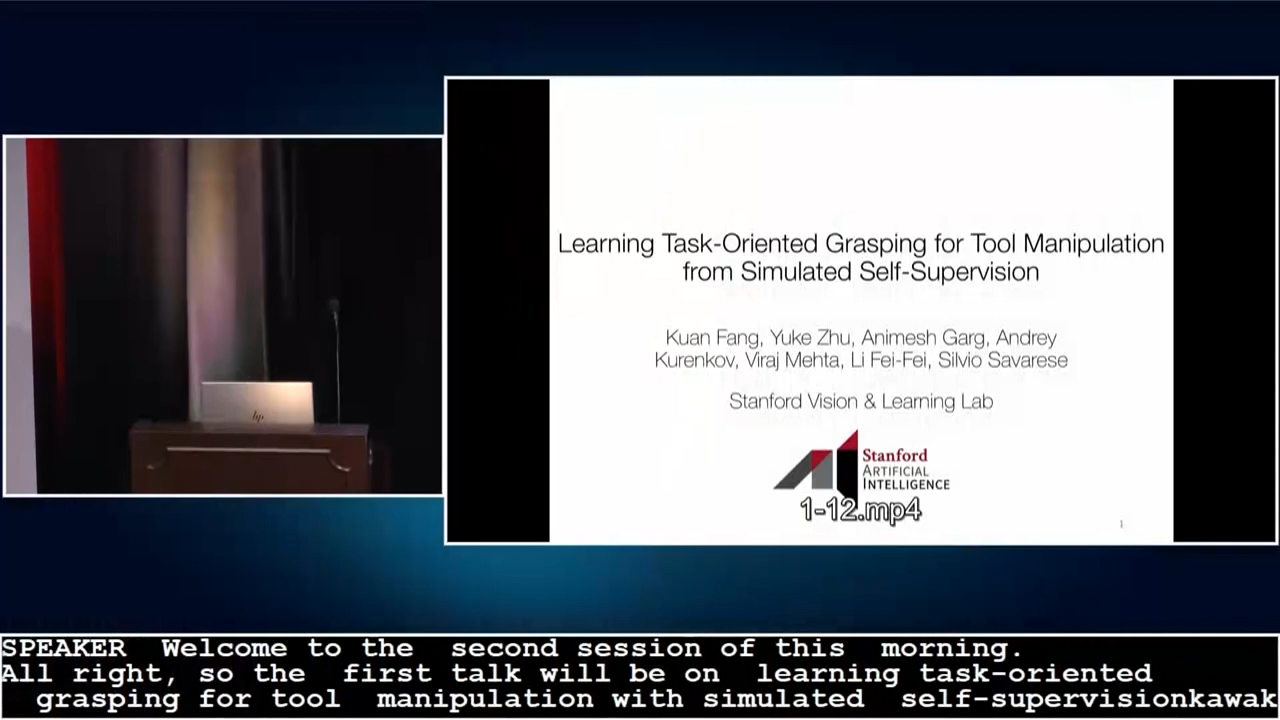 Learning Task-Oriented Grasping for Tool Manipulation
from Simulated Self-Supervision
Kuan Fang, Yuke Zhu, Animesh Garg, Andrey
Kurenkov, Viraj Mehta, Li Fei-Fei, Silvio Savarese
Stanford Vision & Learning Lab
Stanford
ARTIFICIAL
INTELLIGENCE
1-12.mp4
1
hp
SPEAKER Welcome to the second session of this morning.
All right, so the first talk will be on learning task-oriented
grasping for tool manipulation with simulated self-supervisionkawak